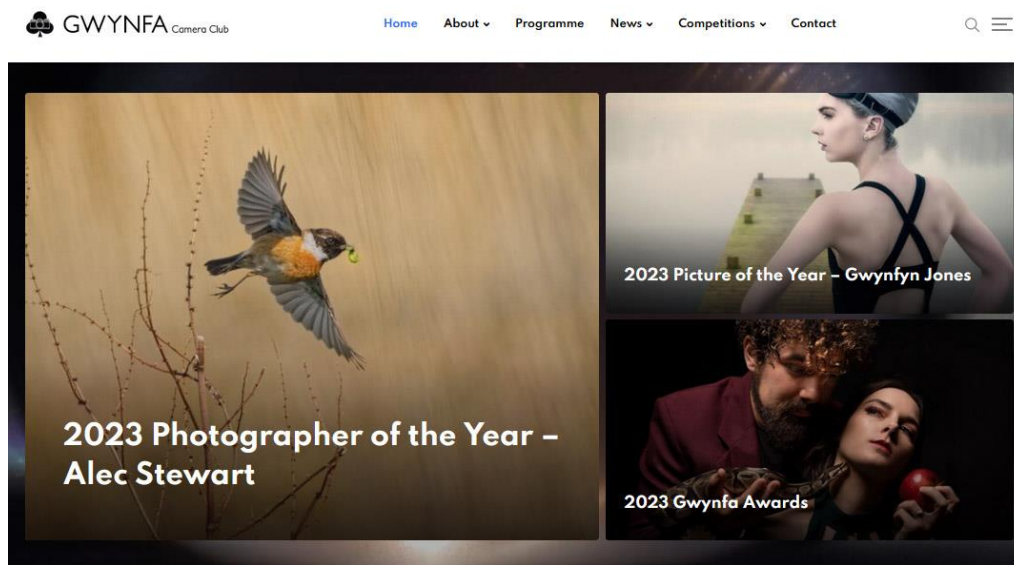 GWYNFA Camera Club
Home About Programme News Competitions Contact
2023 Photographer of the Year –
Alec Stewart
2023 Picture of the Year – Gwynfyn Jones
2023 Gwynfa Awards